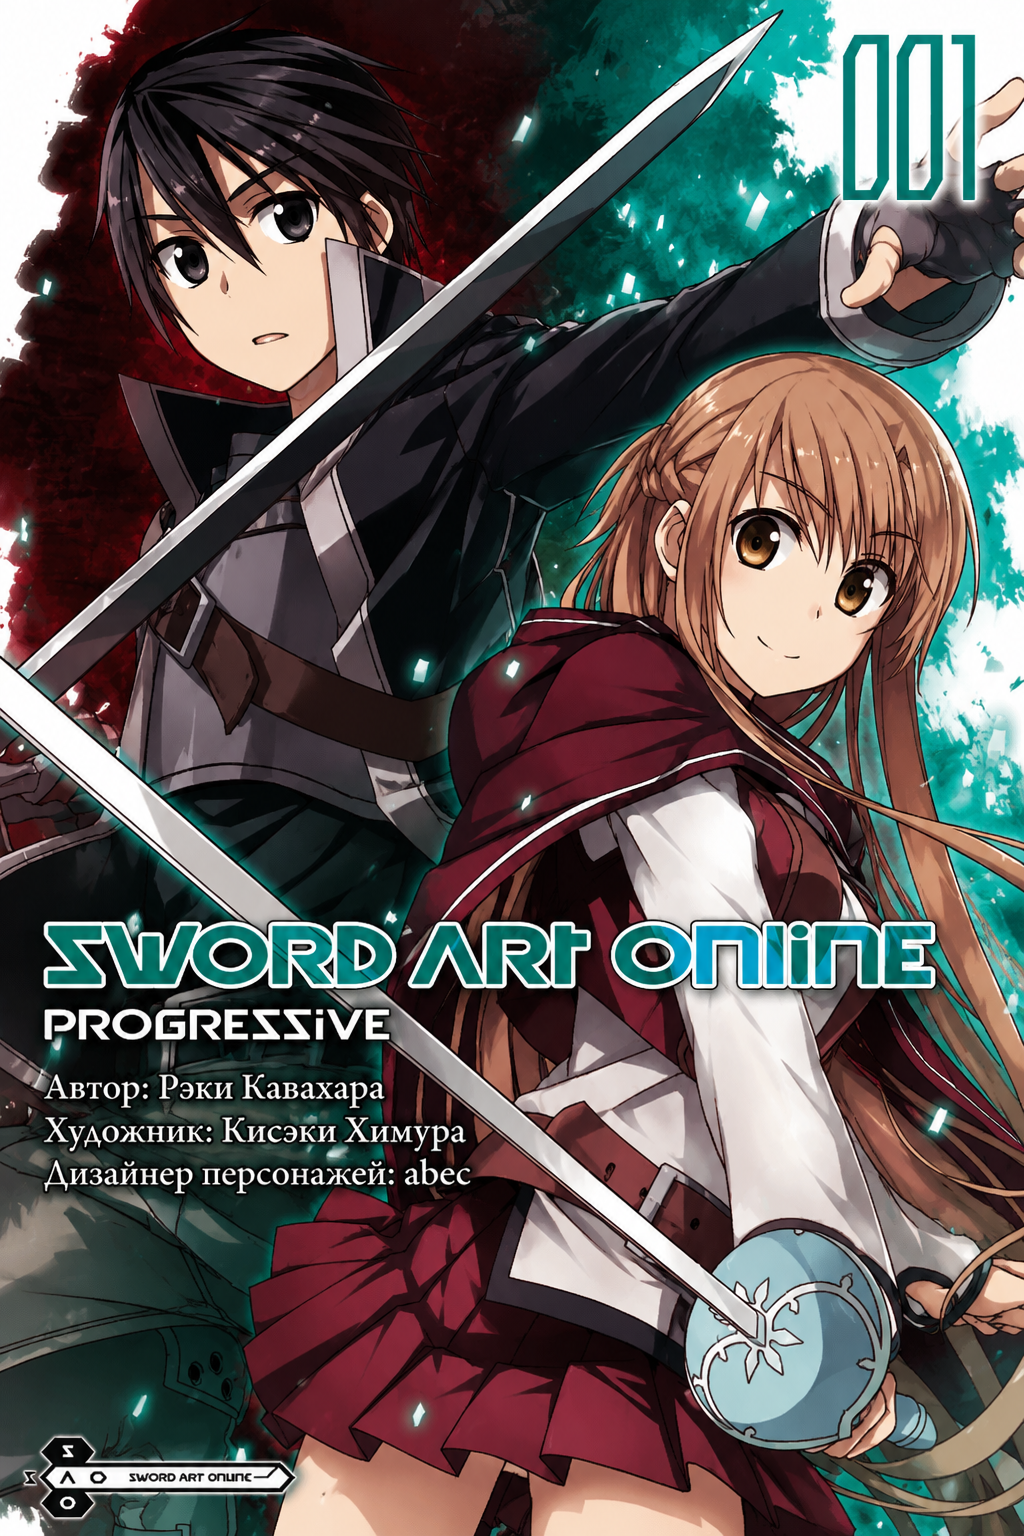 001
SWORD ART ONLINE
PROGRESSIVE
Автор: Рэки Кавахара
Художник: Кисэки Химура
Дизайнер персонажей: abec
S
S A O SWORD ART ONLINE
O